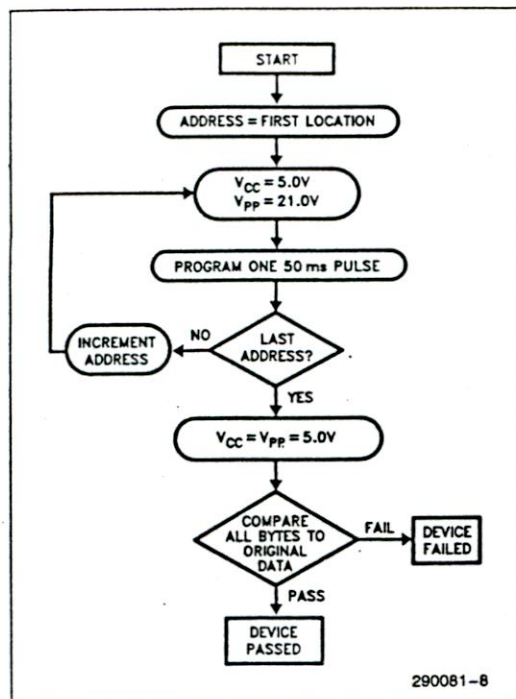 START
ADDRESS = FIRST LOCATION
VCC = 5.0V
VPP = 21.0V
PROGRAM ONE 50 ms PULSE
INCREMENT
ADDRESS
NO
LAST
ADDRESS?
YES
VCC = VPP = 5.0V
COMPARE
ALL BYTES TO
ORIGINAL
DATA
FAIL
DEVICE
FAILED
PASS
DEVICE
PASSED
290081-8